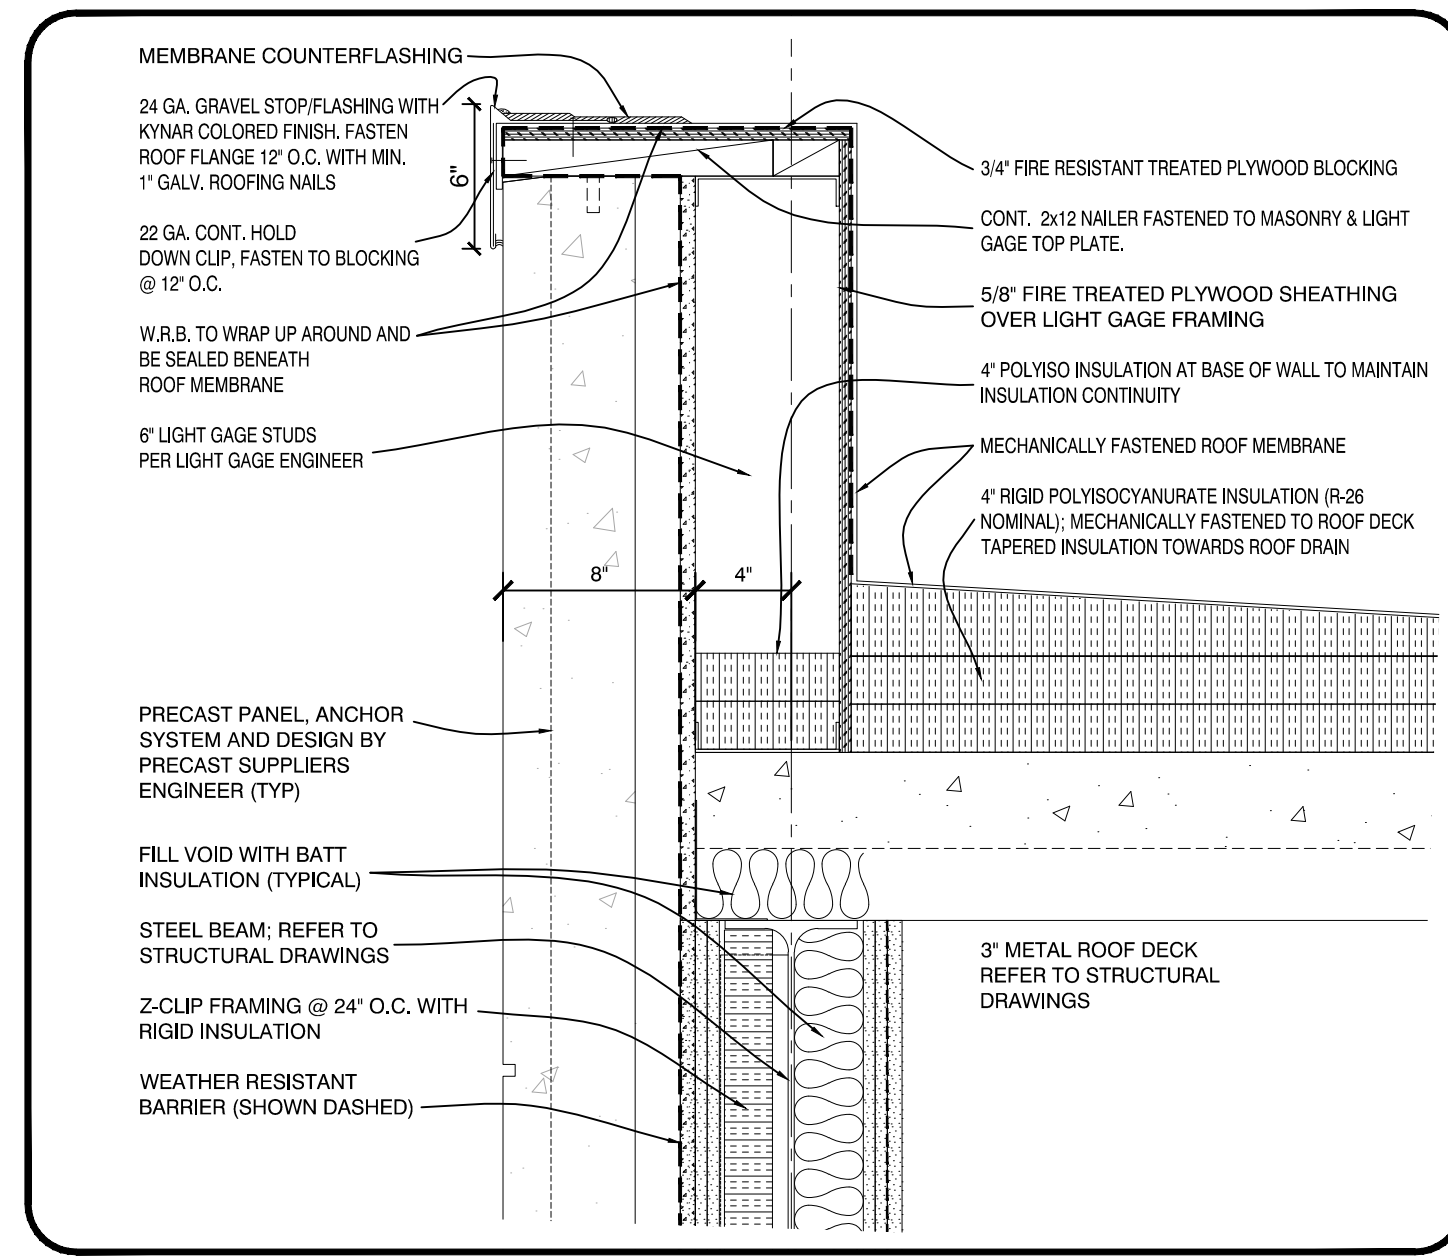 MEMBRANE COUNTERFLASHING
24 GA. GRAVEL STOP/FLASHING WITH
KYNAR COLORED FINISH. FASTEN
ROOF FLANGE 12" O.C. WITH MIN.
1" GALV. ROOFING NAILS
6"
22 GA. CONT. HOLD
DOWN CLIP, FASTEN TO BLOCKING
@ 12" O.C.
W.R.B. TO WRAP UP AROUND AND
BE SEALED BENEATH
ROOF MEMBRANE
6" LIGHT GAGE STUDS
PER LIGHT GAGE ENGINEER
8"
4"
PRECAST PANEL, ANCHOR
SYSTEM AND DESIGN BY
PRECAST SUPPLIERS
ENGINEER (TYP)
FILL VOID WITH BATT
INSULATION (TYPICAL)
STEEL BEAM; REFER TO
STRUCTURAL DRAWINGS
Z-CLIP FRAMING @ 24" O.C. WITH
RIGID INSULATION
WEATHER RESISTANT
BARRIER (SHOWN DASHED)
3/4" FIRE RESISTANT TREATED PLYWOOD BLOCKING
CONT. 2x12 NAILER FASTENED TO MASONRY & LIGHT
GAGE TOP PLATE.
5/8" FIRE TREATED PLYWOOD SHEATHING
OVER LIGHT GAGE FRAMING
4" POLYISO INSULATION AT BASE OF WALL TO MAINTAIN
INSULATION CONTINUITY
MECHANICALLY FASTENED ROOF MEMBRANE
4" RIGID POLYISOCYANURATE INSULATION (R-26
NOMINAL); MECHANICALLY FASTENED TO ROOF DECK
TAPERED INSULATION TOWARDS ROOF DRAIN
3" METAL ROOF DECK
REFER TO STRUCTURAL
DRAWINGS